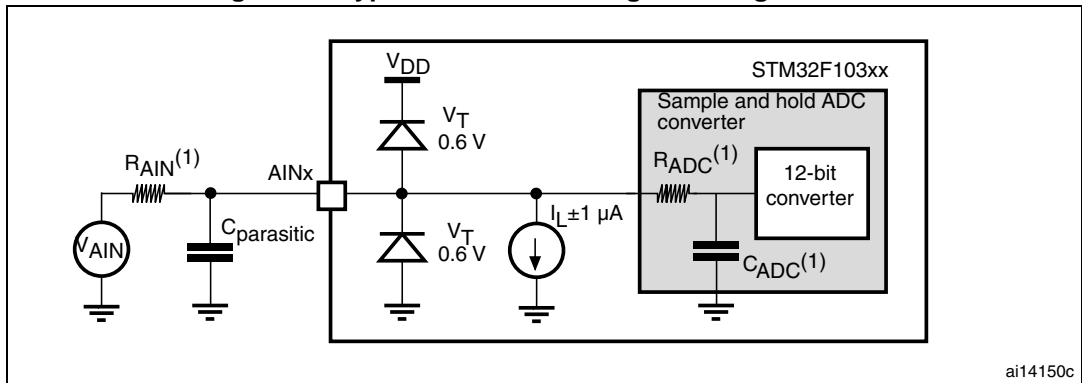 V_DD
STM32F103xx
Sample and hold ADC
converter
V_T
0.6 V
R_AIN(1)
AINx
R_ADC(1)
12-bit
converter
I_L±1 µA
V_AIN
C_parasitic
V_T
0.6 V
C_ADC(1)
ai14150c